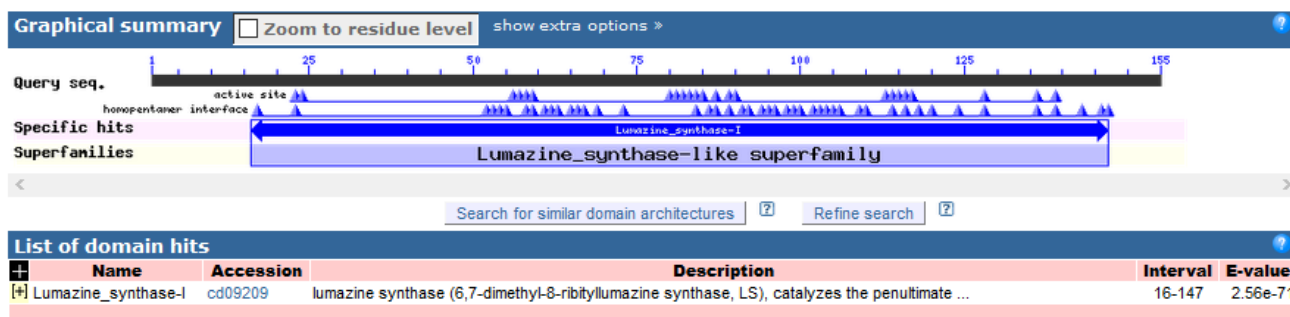 Graphical summary Zoom to residue level show extra options » ?
1 25 50 75 100 125 155
Query seq.
active site
homopentamer interface
Specific hits Lumazine_synthase-I
Superfamilies Lumazine_synthase-like superfamily
< >
Search for similar domain architectures ? Refine search ?
List of domain hits ?
+ Name Accession Description Interval E-value
[+] Lumazine_synthase-I cd09209 lumazine synthase (6,7-dimethyl-8-ribityllumazine synthase, LS), catalyzes the penultimate ... 16-147 2.56e-71